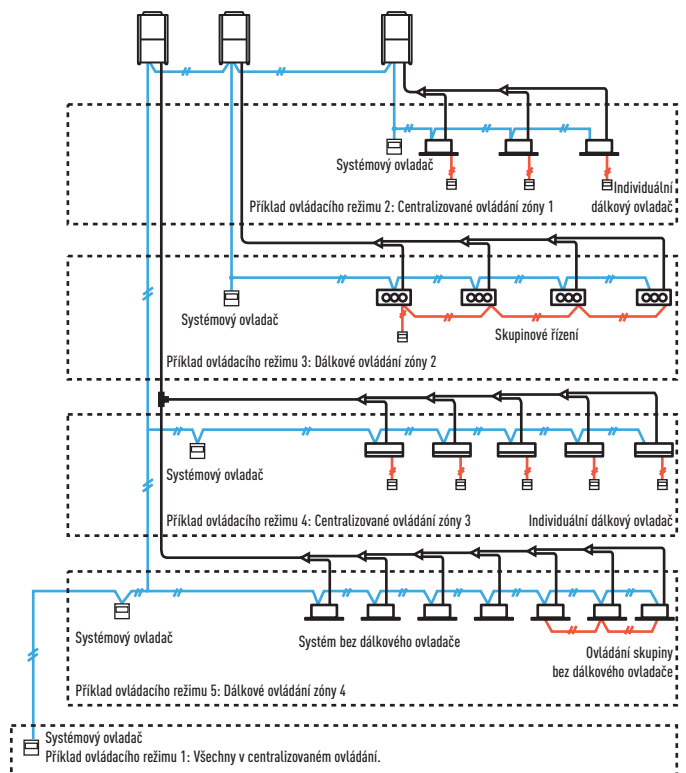 Systémový ovladač
Individuální
dálkový ovladač
Příklad ovládacího režimu 2: Centralizované ovládání zóny 1
Systémový ovladač
Skupinové řízení
Příklad ovládacího režimu 3: Dálkové ovládání zóny 2
Systémový ovladač
Příklad ovládacího režimu 4: Centralizované ovládání zóny 3
Individuální dálkový ovladač
Systémový ovladač
Systém bez dálkového ovladače
Ovládání skupiny
bez dálkového ovladače
Příklad ovládacího režimu 5: Dálkové ovládání zóny 4
Systémový ovladač
Příklad ovládacího režimu 1: Všechny v centralizovaném ovládání.